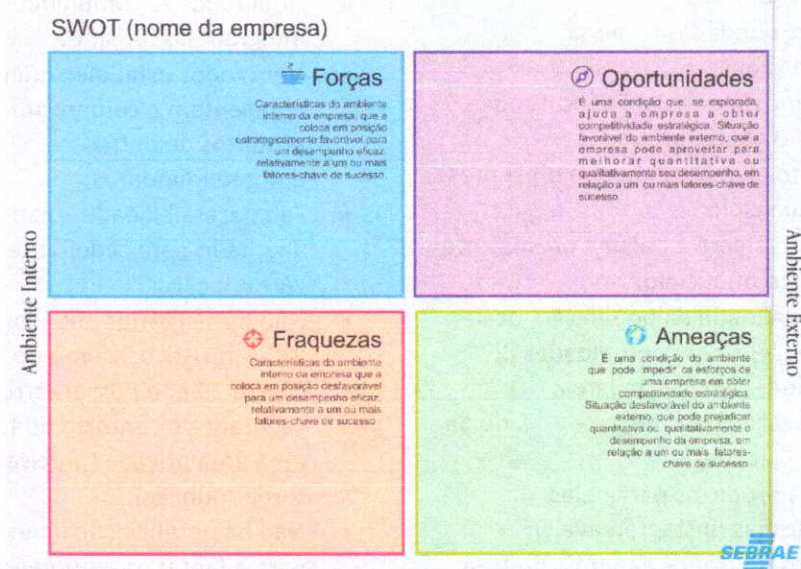 SWOT (nome da empresa)
Forças
Características do ambiente
interno da empresa, que a
coloca em posição
estrategicamente favorável para
um desempenho eficaz,
relativamente a um ou mais
fatores-chave de sucesso.
Oportunidades
É uma condição que, se explorada,
ajuda a empresa a obter
competitividade estratégica. Situação
favorável do ambiente externo, que a
empresa pode aproveitar para
melhorar quantitativa ou
qualitativamente seu desempenho, em
relação a um ou mais fatores-chave de
sucesso
Ambiente Interno
Ambiente Externo
Fraquezas
Características do ambiente
interno da empresa que a
coloca em posição desfavorável
para um desempenho eficaz,
relativamente a um ou mais
fatores-chave de sucesso
Ameaças
É uma condição do ambiente
que pode impedir os esforços de
uma empresa em obter
competitividade estratégica.
Situação desfavorável do ambiente
externo, que pode prejudicar
quantitativa ou qualitativamente o
desempenho da empresa, em
relação a um ou mais fatores-
chave de sucesso.
SEBRAE